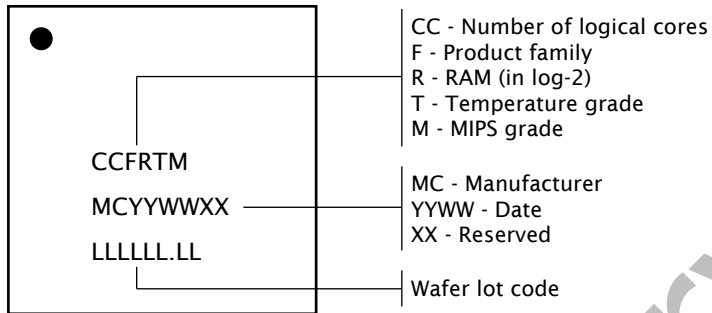 CC - Number of logical cores
F - Product family
R - RAM (in log-2)
T - Temperature grade
M - MIPS grade
CCFRTM
MCYYWWXX
LLLLLL.LL
MC - Manufacturer
YYWW - Date
XX - Reserved
Wafer lot code